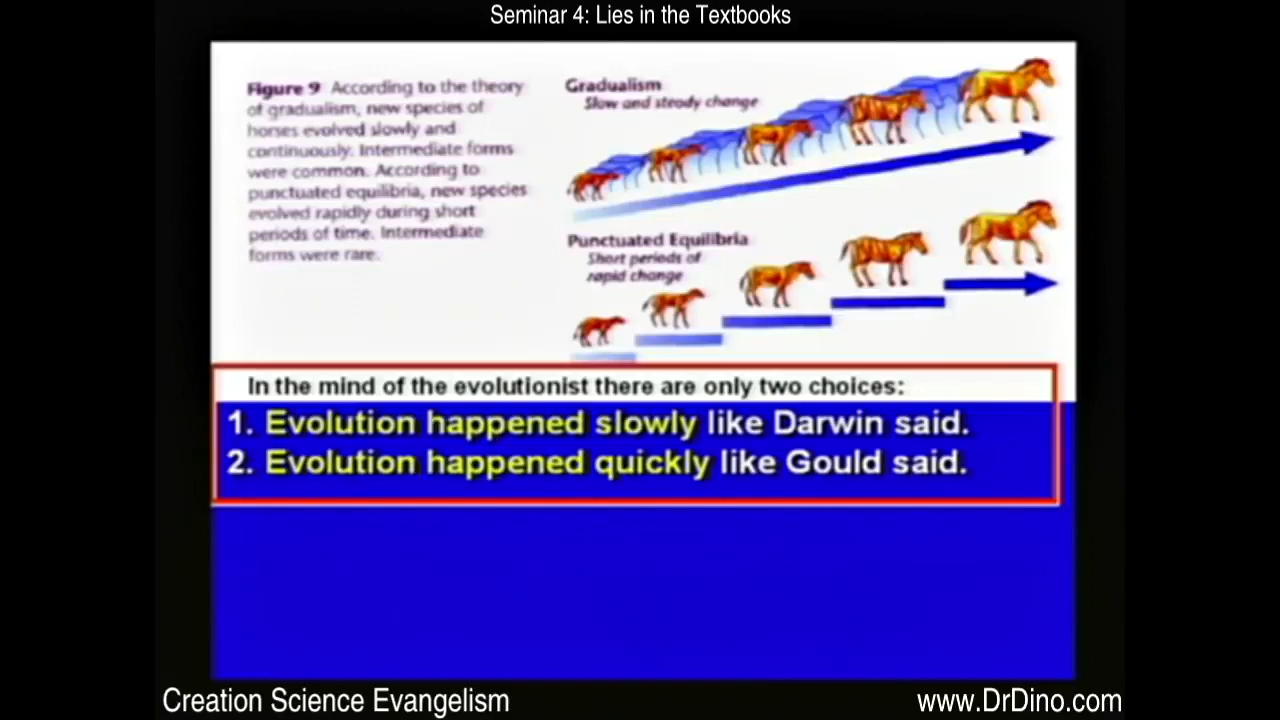 Seminar 4: Lies in the Textbooks
Figure 9 According to the theory
of gradualism, new species of
horses evolved slowly and
continuously. Intermediate forms
were common. According to
punctuated equilibria, new species
evolved rapidly during short
periods of time. Intermediate
forms were rare.
Gradualism
Slow and steady change
Punctuated Equilibria
Short periods of
rapid change
In the mind of the evolutionist there are only two choices:
1. Evolution happened slowly like Darwin said.
2. Evolution happened quickly like Gould said.
Creation Science Evangelism
www.DrDino.com